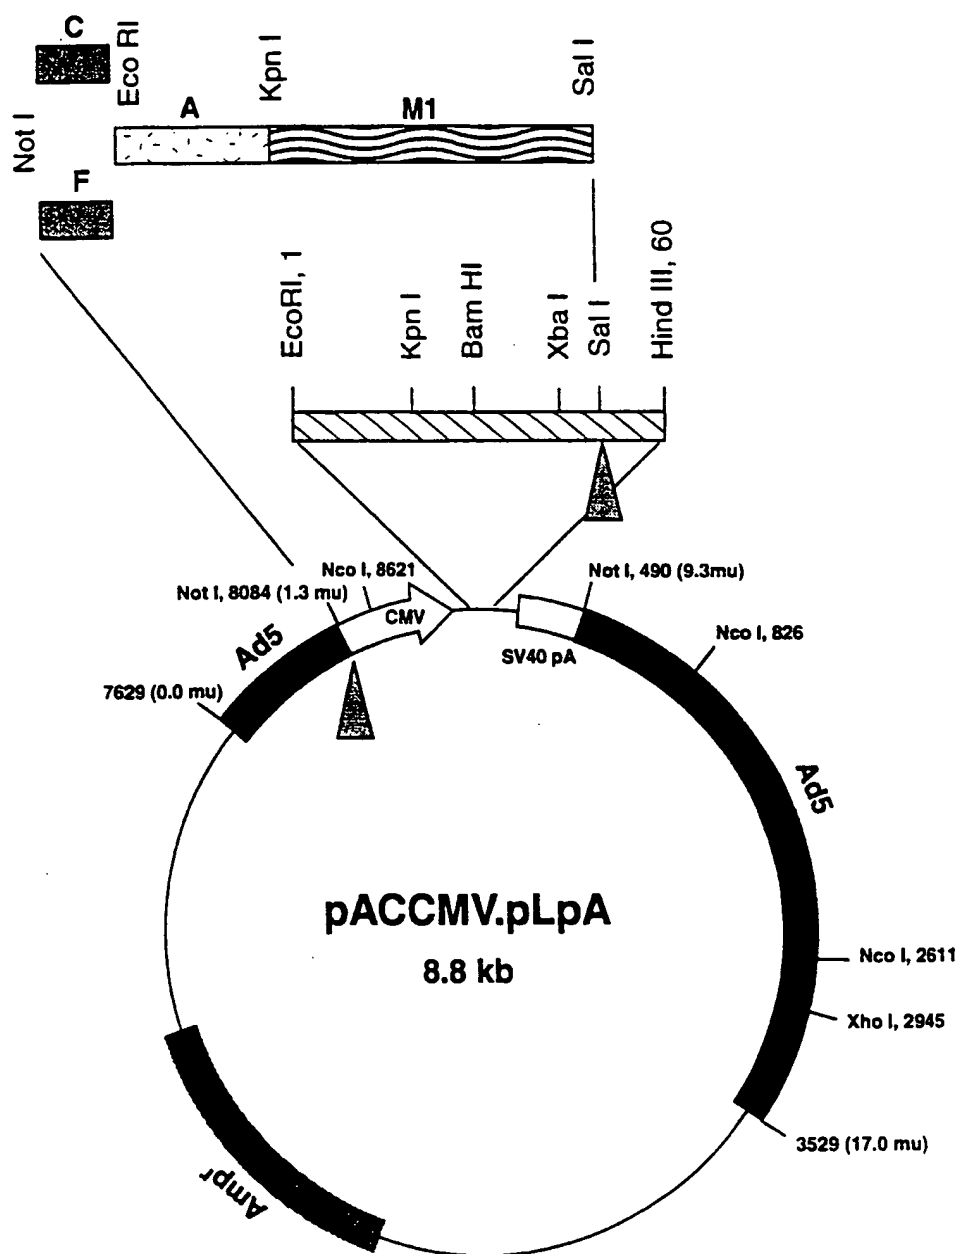 C
Eco RI
Kpn I
Sal I
Not I
A
M1
F
EcoRI, 1
Kpn I
Bam HI
Xba I
Sal I
Hind III, 60
Nco I, 8621
Not I, 8084 (1.3 mu)
CMV
Not I, 490 (9.3mu)
SV40 pA
Nco I, 826
Ad5
7629 (0.0 mu)
Ad5
pACCMV.pLpA
8.8 kb
Nco I, 2611
Xho I, 2945
3529 (17.0 mu)
Ampr